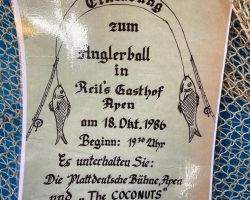 Einladung
zum
Anglerball
in
Reil's Gasthof
Apen
am 18. Okt. 1986
Beginn: 19³⁰ Uhr
Es unterhalten Sie:
Die Plattdeutsche Bühne, Apen
und „The COCONUTS"